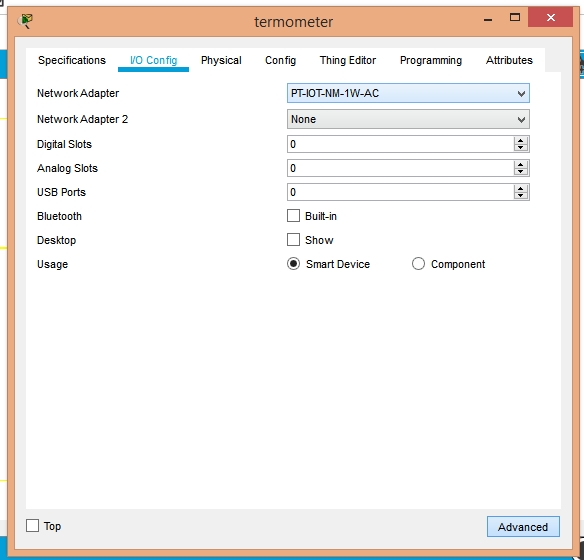 termometer
Specifications I/O Config Physical Config Thing Editor Programming Attributes
Network Adapter PT-IOT-NM-1W-AC
Network Adapter 2 None
Digital Slots 0
Analog Slots 0
USB Ports 0
Bluetooth Built-in
Desktop Show
Usage Smart Device Component
Top Advanced